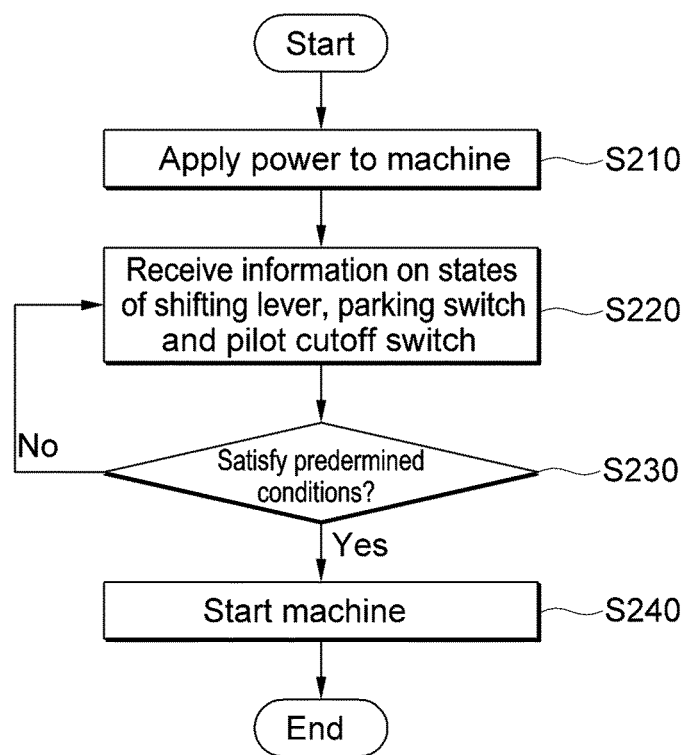 Start
Apply power to machine
S210
Receive information on states
of shifting lever, parking switch
and pilot cutoff switch
S220
No
Satisfy predermined
conditions?
S230
Yes
Start machine
S240
End